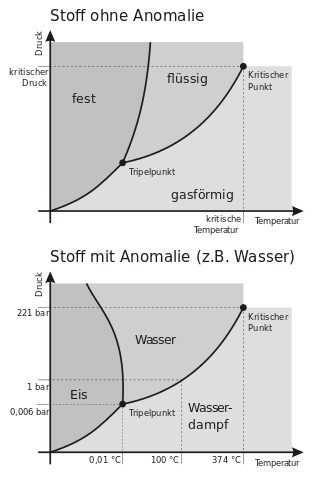 Stoff ohne Anomalie
Druck
kritischer
Druck
fest
flüssig
Kritischer
Punkt
Tripelpunkt
gasförmig
kritische
Temperatur
Temperatur
Stoff mit Anomalie (z.B. Wasser)
Druck
221 bar
Kritischer
Punkt
Wasser
1 bar
Eis
0,006 bar
Tripelpunkt
Wasser-
dampf
0,01 °C
100 °C
374 °C
Temperatur